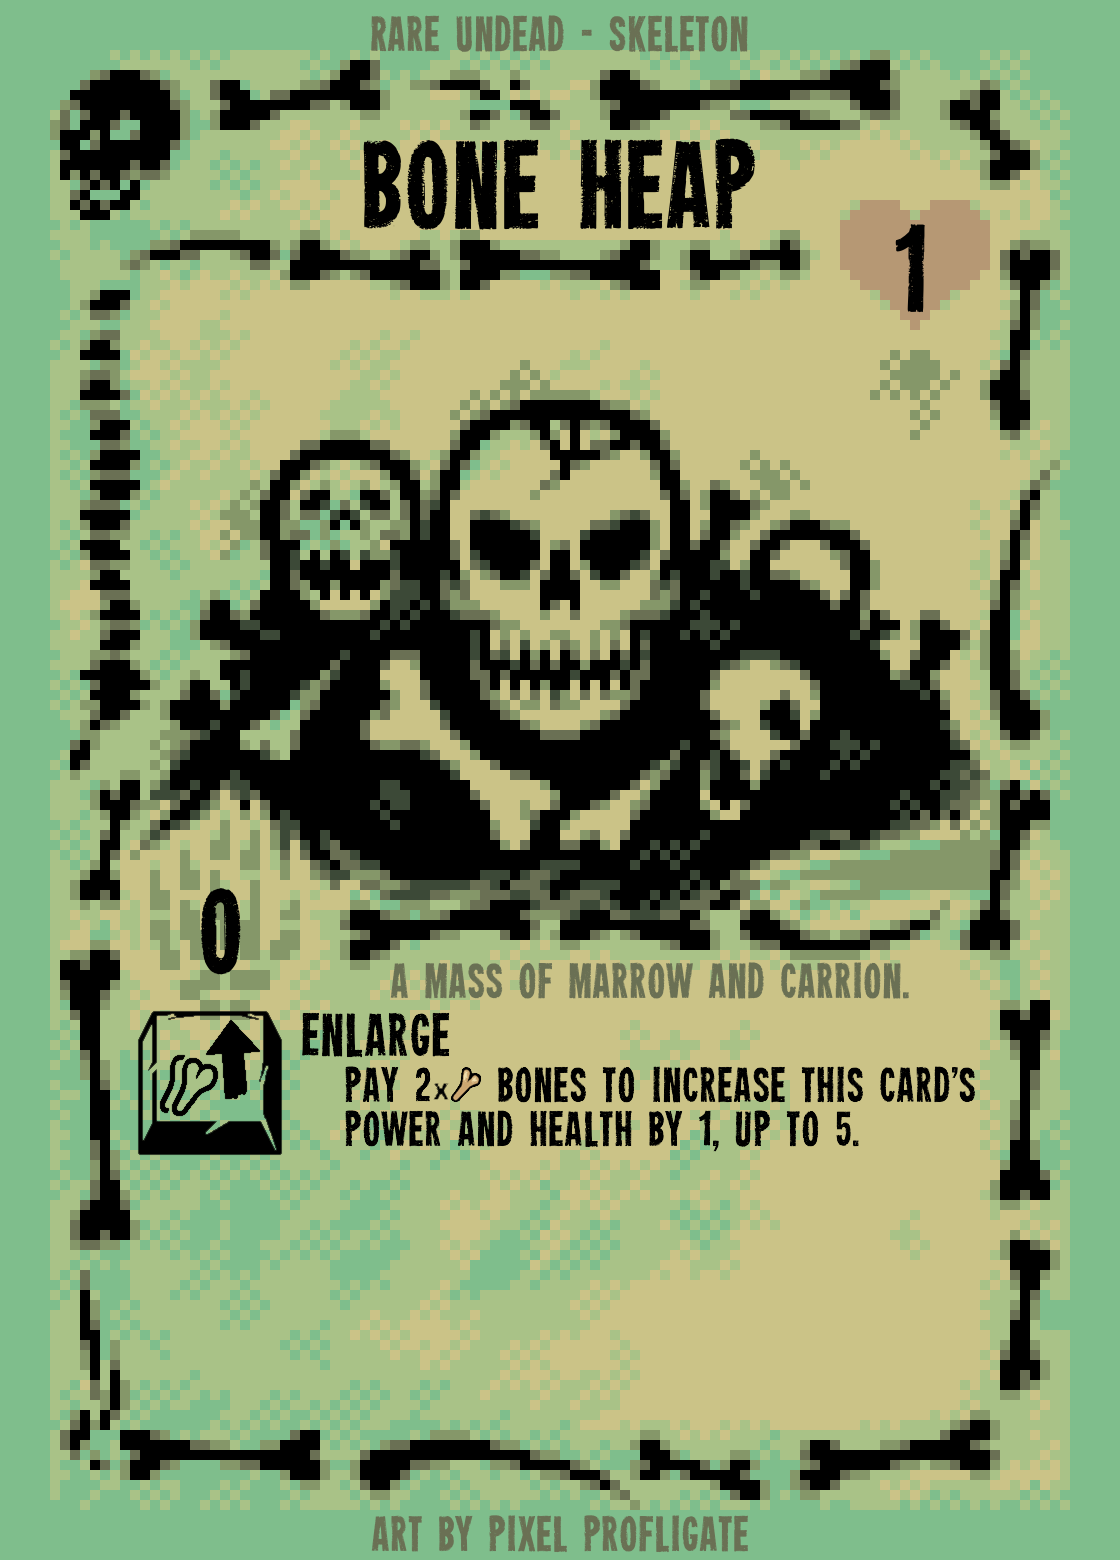 RARE UNDEAD - SKELETON
BONE HEAP
1
0
A MASS OF MARROW AND CARRION.
ENLARGE
PAY 2x BONES TO INCREASE THIS CARD'S
POWER AND HEALTH BY 1, UP TO 5.
ART BY PIXEL PROFLIGATE